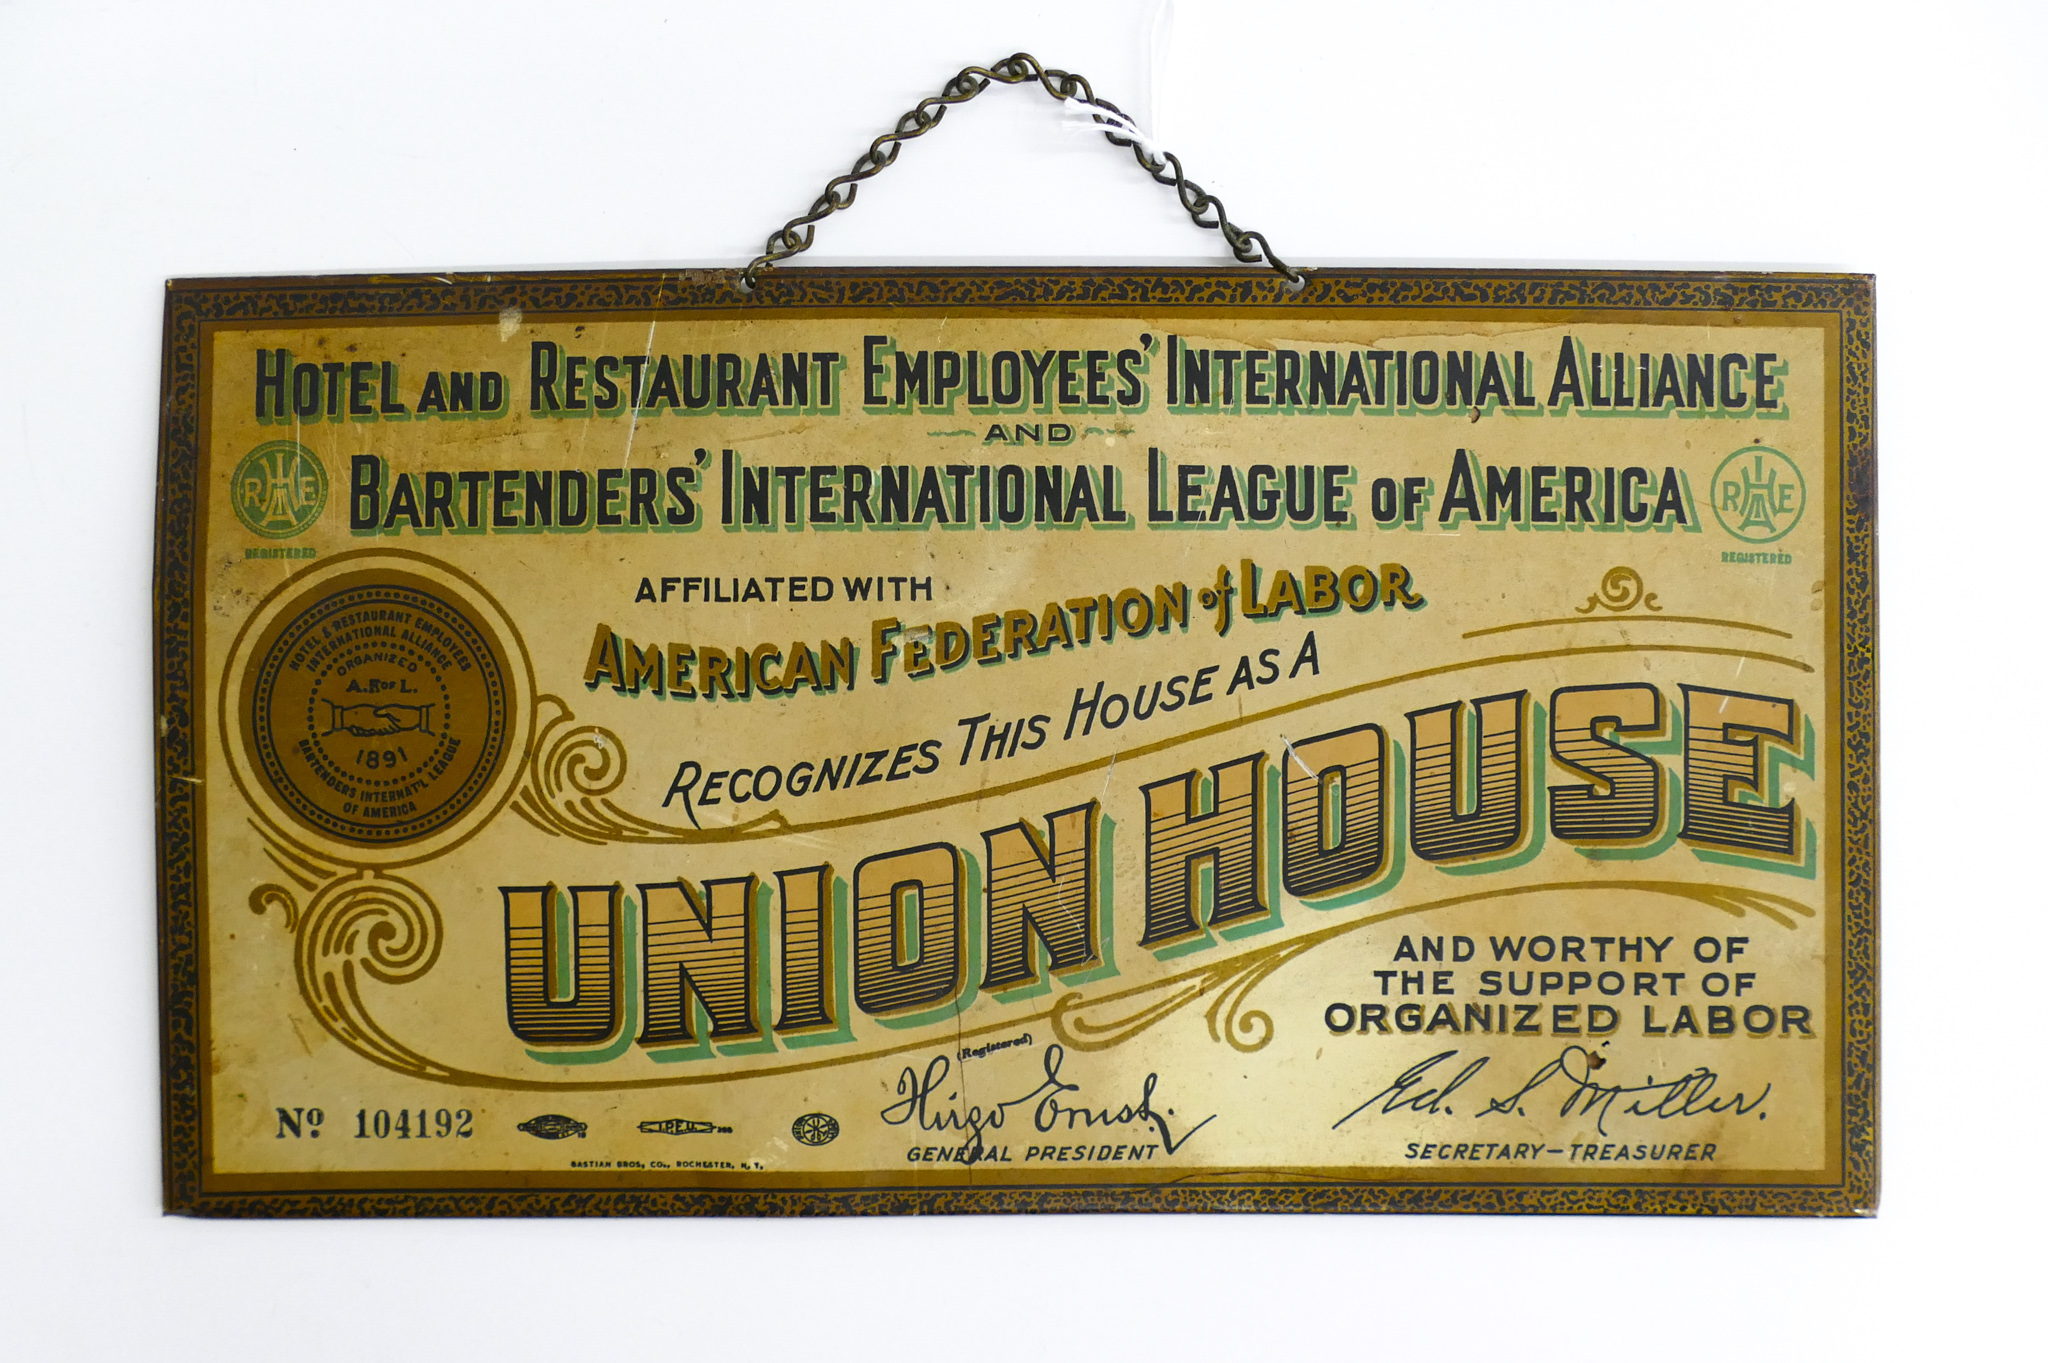 HOTEL AND RESTAURANT EMPLOYEES' INTERNATIONAL ALLIANCE
AND
BARTENDERS' INTERNATIONAL LEAGUE OF AMERICA
REGISTERED
REGISTERED
AFFILIATED WITH
AMERICAN FEDERATION of LABOR
RECOGNIZES THIS HOUSE AS A
UNION HOUSE
HOTEL & RESTAURANT EMPLOYEES
INTERNATIONAL ALLIANCE
ORGANIZED
A.F. OF L.
1891
BARTENDERS INTERNAT'L LEAGUE
OF AMERICA
AND WORTHY OF
THE SUPPORT OF
ORGANIZED LABOR
(Registered)
Hugo Ernst
GENERAL PRESIDENT
Ed. S. Miller.
SECRETARY-TREASURER
No 104192
I.P.E.U.
BASTIAN BROS. CO., ROCHESTER, N.Y.